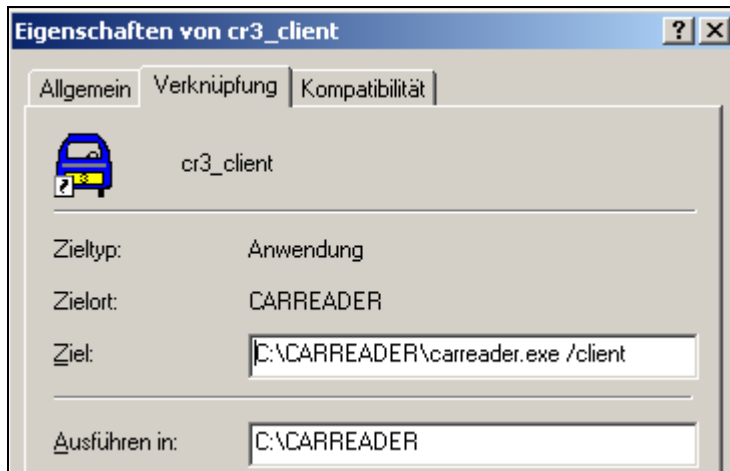 Eigenschaften von cr3_client
Allgemein Verknüpfung Kompatibilität
3
cr3_client
Zieltyp: Anwendung
Zielort: CARREADER
Ziel: C:\CARREADER\carreader.exe /client
Ausführen in: C:\CARREADER